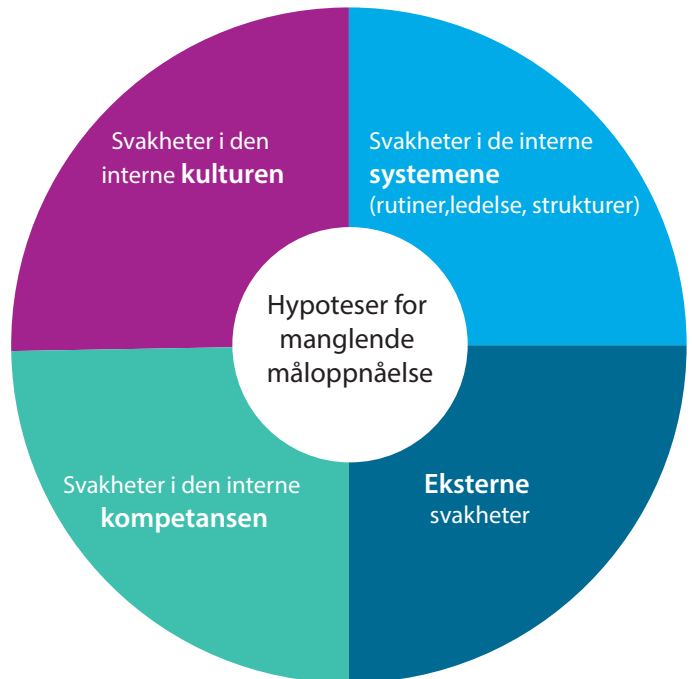 Svakheter i den
interne kulturen
Svakheter i de interne
systemene
(rutiner,ledelse, strukturer)
Hypoteser for
manglende
måloppnåelse
Svakheter i den interne
kompetansen
Eksterne
svakheter